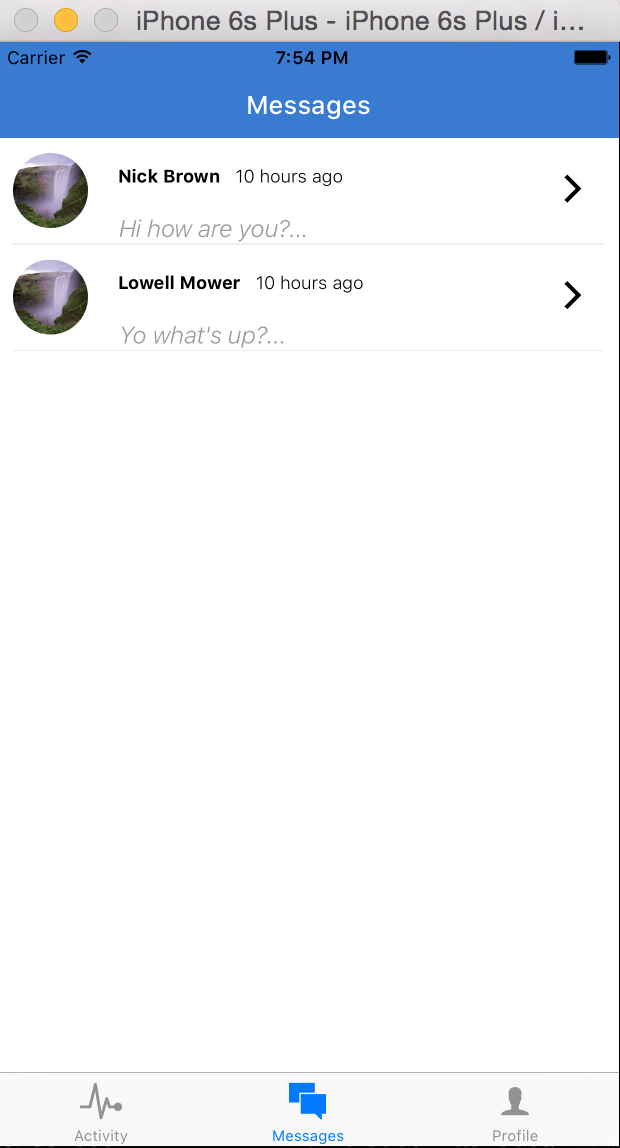 iPhone 6s Plus - iPhone 6s Plus / i...
Carrier 7:54 PM
Messages
Nick Brown 10 hours ago
Hi how are you?...
Lowell Mower 10 hours ago
Yo what's up?...
Activity Messages Profile